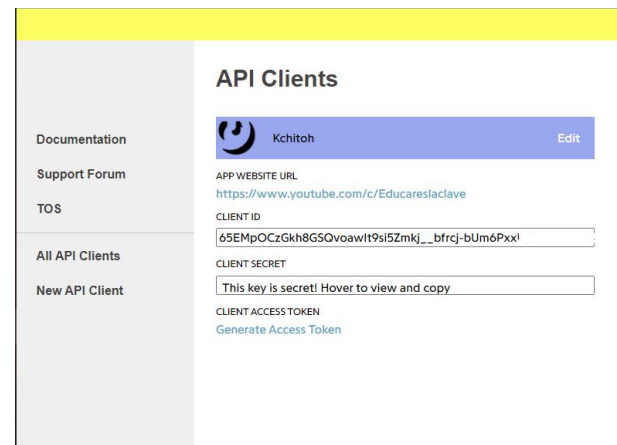 API Clients
Kchitoh
Edit
Documentation
Support Forum
TOS
All API Clients
New API Client
APP WEBSITE URL
https://www.youtube.com/c/Educareslaclave
CLIENT ID
65EMpOCzGkh8GSQvoawIt9si5Zmkj__bfrcj-bUm6Pxx
CLIENT SECRET
This key is secret! Hover to view and copy
CLIENT ACCESS TOKEN
Generate Access Token